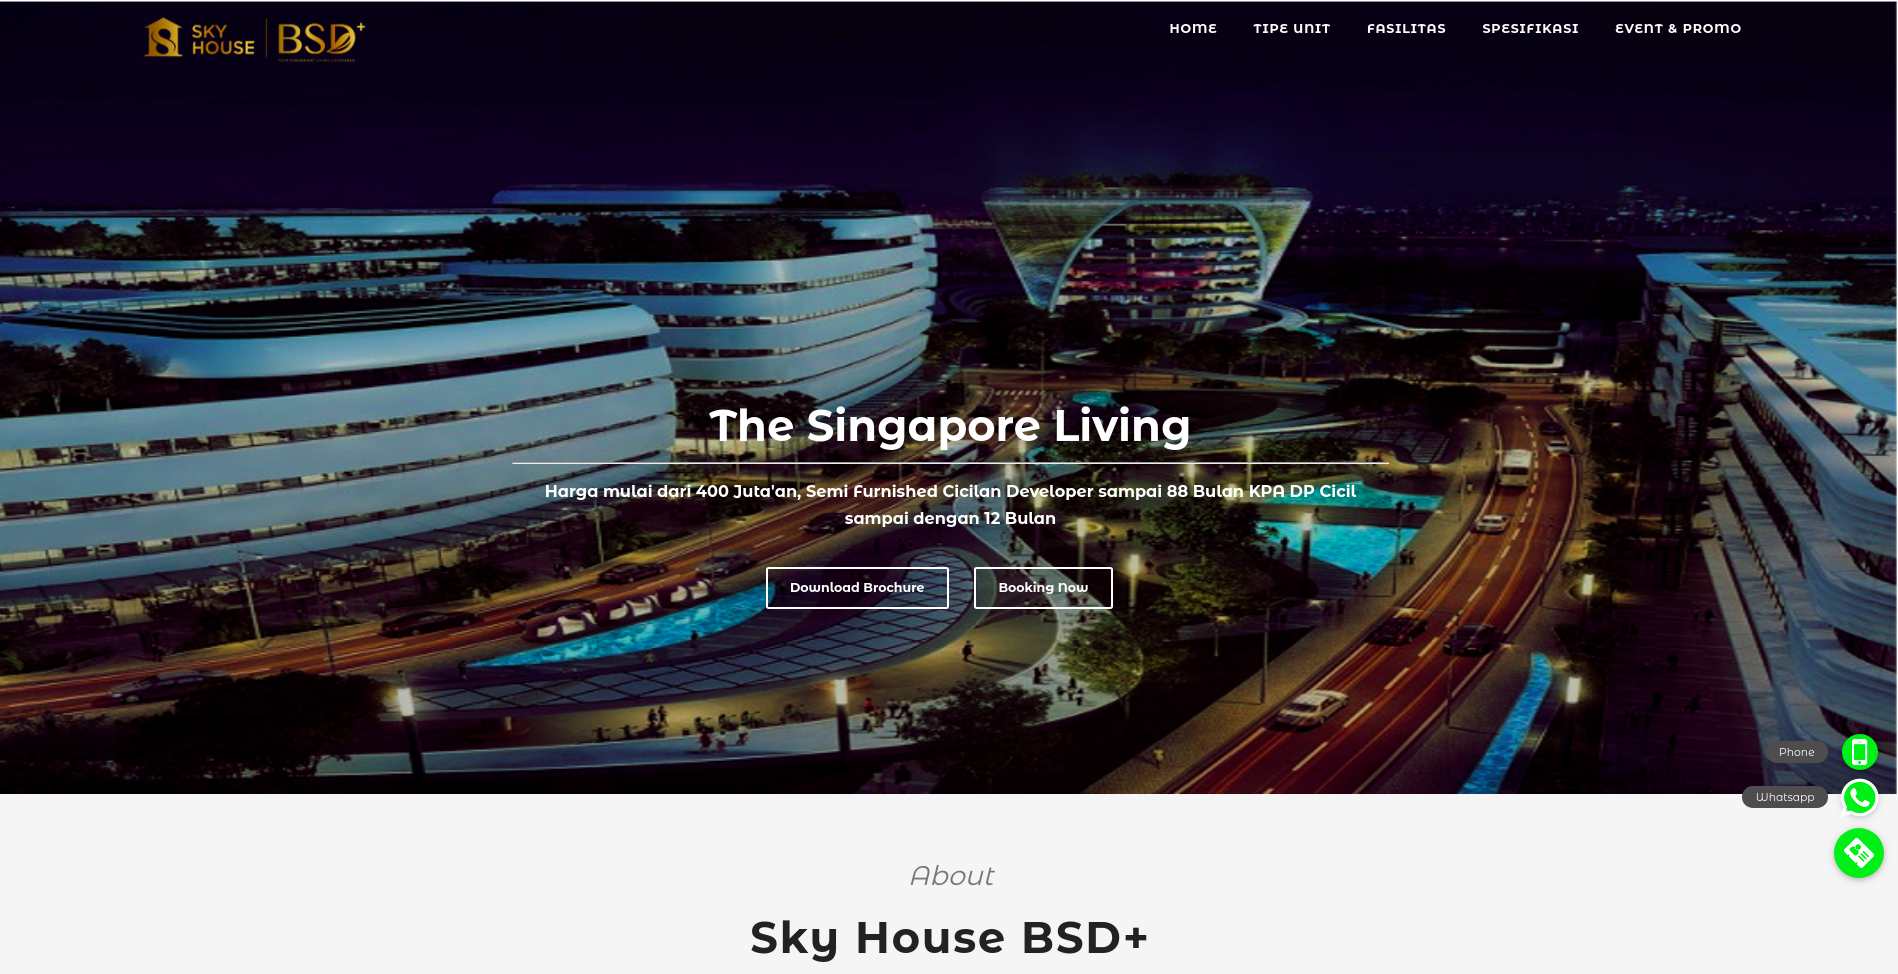 SKY HOUSE BSD+
HOME TIPE UNIT FASILITAS SPESIFIKASI EVENT & PROMO
The Singapore Living
Harga mulai dari 400 Juta'an, Semi Furnished Cicilan Developer sampai 88 Bulan KPA DP Cicil
sampai dengan 12 Bulan
Download Brochure Booking Now
Phone
Whatsapp
About
Sky House BSD+